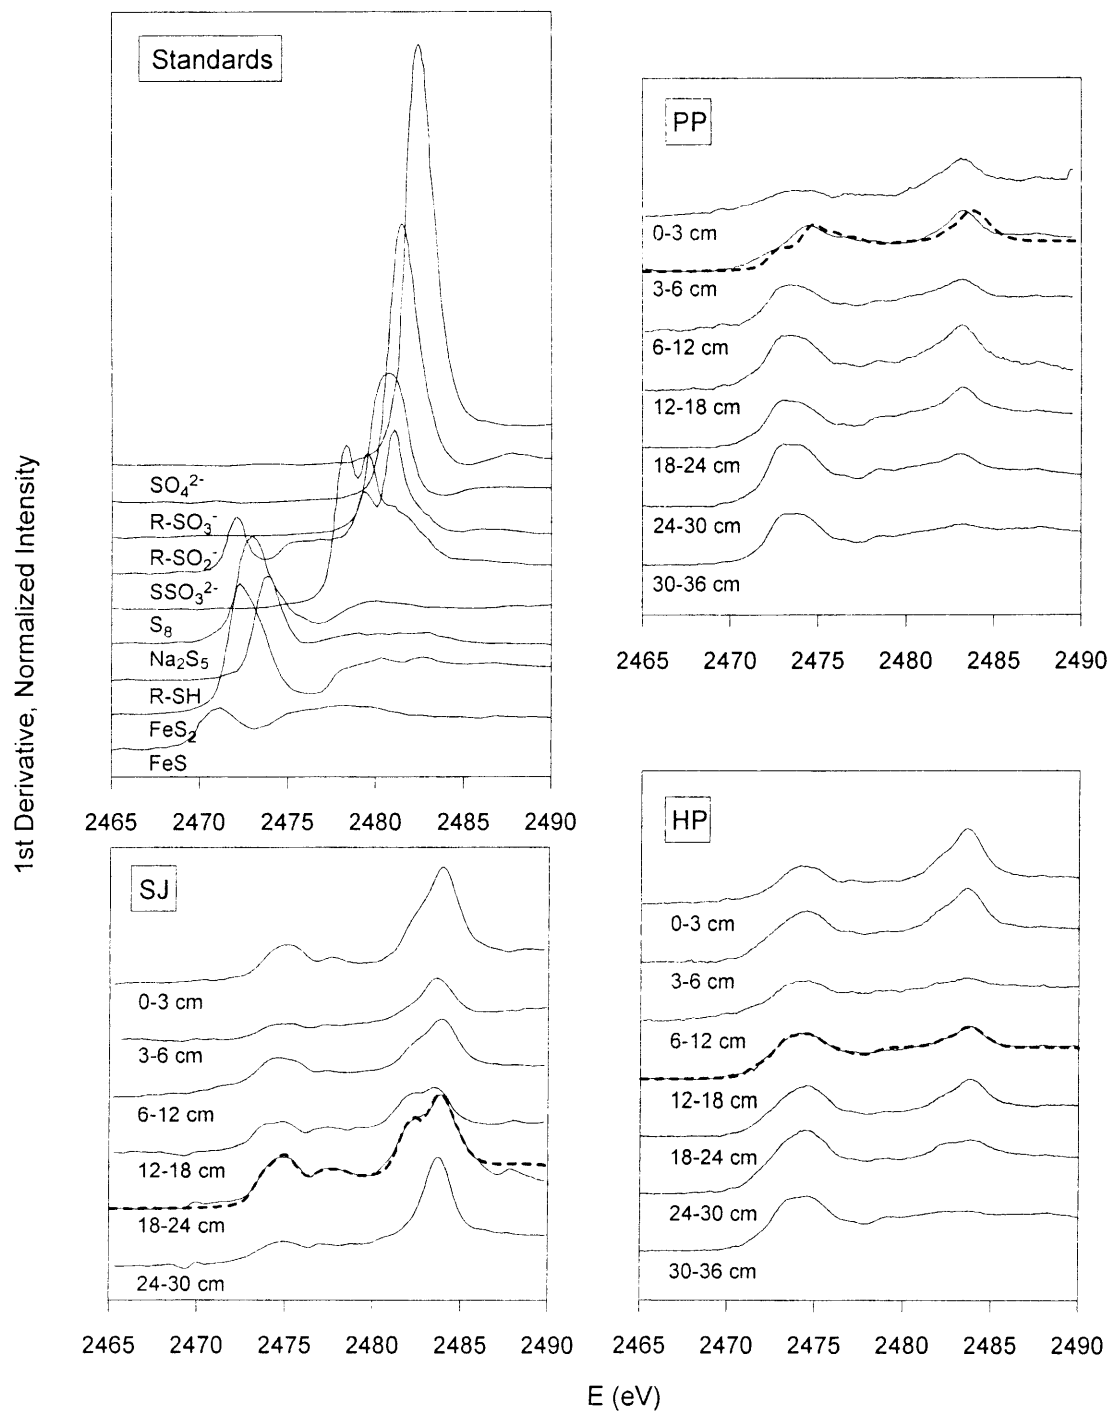 1st Derivative, Normalized Intensity
Standards
SO₄²⁻
R-SO₃⁻
R-SO₂⁻
SSO₃²⁻
S₈
Na₂S₅
R-SH
FeS₂
FeS
2465 2470 2475 2480 2485 2490
PP
0-3 cm
3-6 cm
6-12 cm
12-18 cm
18-24 cm
24-30 cm
30-36 cm
2465 2470 2475 2480 2485 2490
SJ
0-3 cm
3-6 cm
6-12 cm
12-18 cm
18-24 cm
24-30 cm
2465 2470 2475 2480 2485 2490
HP
0-3 cm
3-6 cm
6-12 cm
12-18 cm
18-24 cm
24-30 cm
30-36 cm
2465 2470 2475 2480 2485 2490
E (eV)